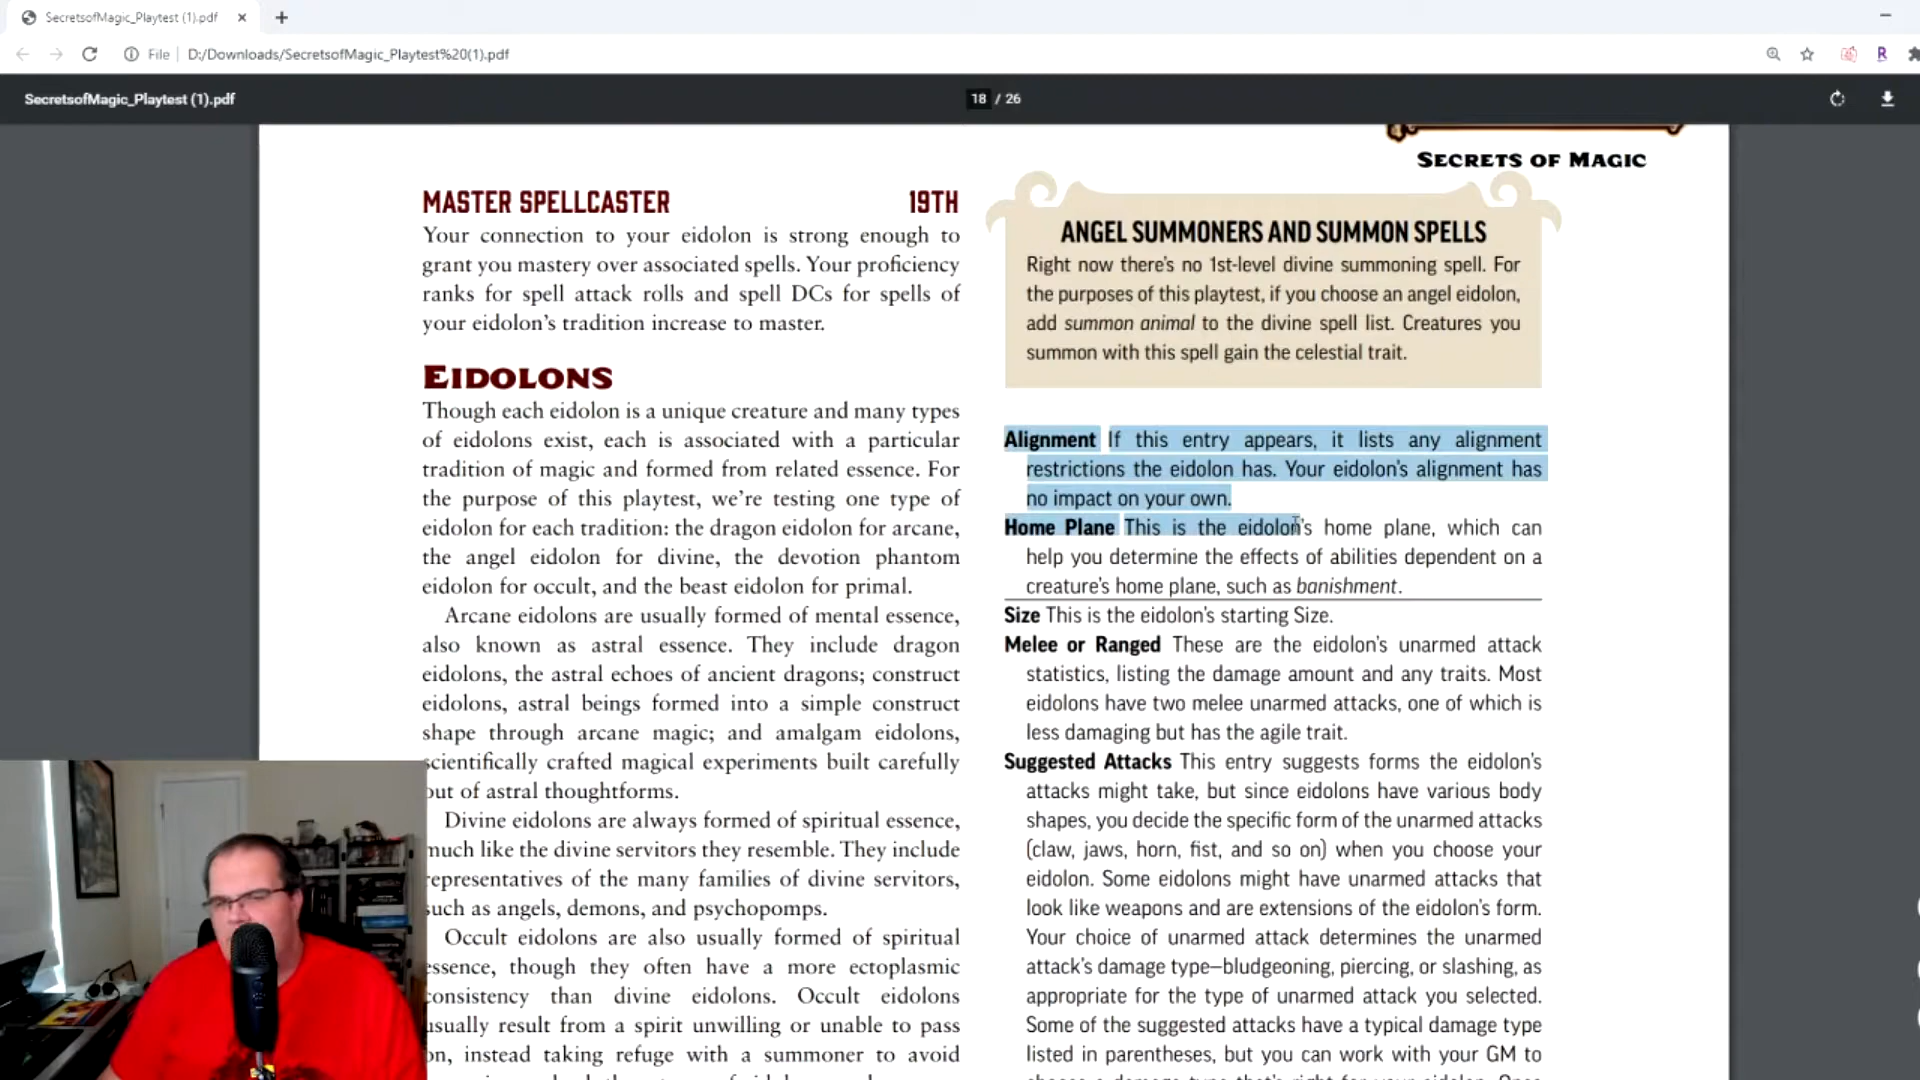 SecretsofMagic_Playtest (1).pdf
File
D:/Downloads/SecretsofMagic_Playtest%20(1).pdf
R
SecretsofMagic_Playtest (1).pdf
18 / 26
SECRETS OF MAGIC
MASTER SPELLCASTER 19TH
Your connection to your eidolon is strong enough to
grant you mastery over associated spells. Your proficiency
ranks for spell attack rolls and spell DCs for spells of
your eidolon's tradition increase to master.
EIDOLONS
Though each eidolon is a unique creature and many types
of eidolons exist, each is associated with a particular
tradition of magic and formed from related essence. For
the purpose of this playtest, we're testing one type of
eidolon for each tradition: the dragon eidolon for arcane,
the angel eidolon for divine, the devotion phantom
eidolon for occult, and the beast eidolon for primal.
Arcane eidolons are usually formed of mental essence,
also known as astral essence. They include dragon
eidolons, the astral echoes of ancient dragons; construct
eidolons, astral beings formed into a simple construct
shape through arcane magic; and amalgam eidolons,
scientifically crafted magical experiments built carefully
out of astral thoughtforms.
Divine eidolons are always formed of spiritual essence,
much like the divine servitors they resemble. They include
representatives of the many families of divine servitors,
such as angels, demons, and psychopomps.
Occult eidolons are also usually formed of spiritual
essence, though they often have a more ectoplasmic
consistency than divine eidolons. Occult eidolons
usually result from a spirit unwilling or unable to pass
on, instead taking refuge with a summoner to avoid
ANGEL SUMMONERS AND SUMMON SPELLS
Right now there's no 1st-level divine summoning spell. For
the purposes of this playtest, if you choose an angel eidolon,
add summon animal to the divine spell list. Creatures you
summon with this spell gain the celestial trait.
Alignment If this entry appears, it lists any alignment
restrictions the eidolon has. Your eidolon's alignment has
no impact on your own.
Home Plane This is the eidolon's home plane, which can
help you determine the effects of abilities dependent on a
creature's home plane, such as banishment.
Size This is the eidolon's starting Size.
Melee or Ranged These are the eidolon's unarmed attack
statistics, listing the damage amount and any traits. Most
eidolons have two melee unarmed attacks, one of which is
less damaging but has the agile trait.
Suggested Attacks This entry suggests forms the eidolon's
attacks might take, but since eidolons have various body
shapes, you decide the specific form of the unarmed attacks
(claw, jaws, horn, fist, and so on) when you choose your
eidolon. Some eidolons might have unarmed attacks that
look like weapons and are extensions of the eidolon's form.
Your choice of unarmed attack determines the unarmed
attack's damage type—bludgeoning, piercing, or slashing, as
appropriate for the type of unarmed attack you selected.
Some of the suggested attacks have a typical damage type
listed in parentheses, but you can work with your GM to